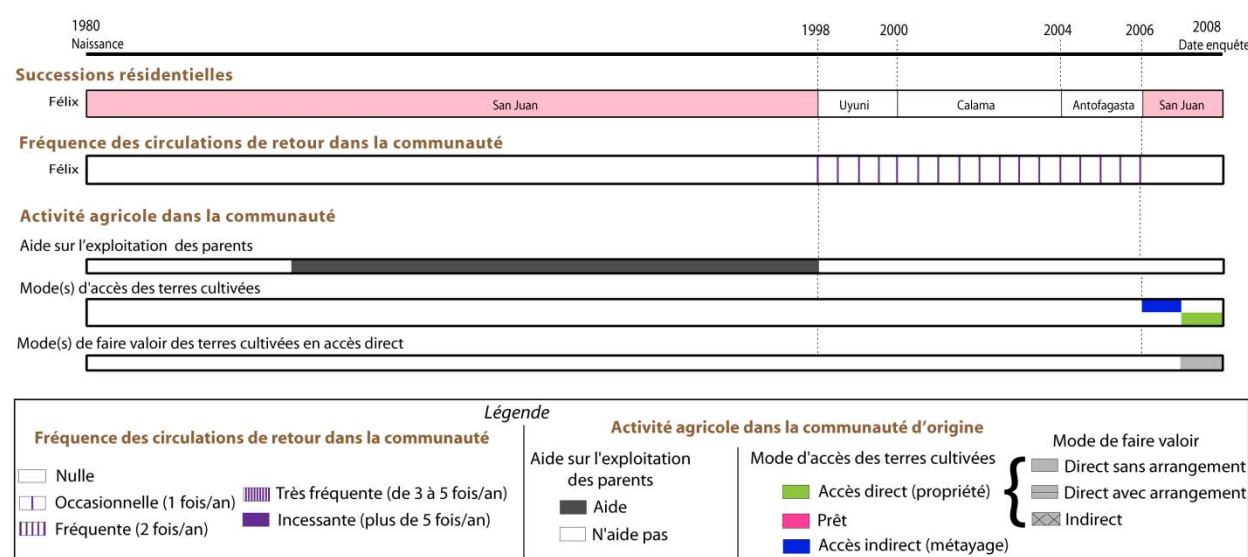 1980
Naissance
1998
2000
2004
2006
2008
Date enquête
Successions résidentielles
Félix
San Juan
Uyuni
Calama
Antofagasta
San Juan
Fréquence des circulations de retour dans la communauté
Félix
Activité agricole dans la communauté
Aide sur l'exploitation des parents
Mode(s) d'accès des terres cultivées
Mode(s) de faire valoir des terres cultivées en accès direct
Légende
Fréquence des circulations de retour dans la communauté
Nulle
Occasionnelle (1 fois/an)
Fréquente (2 fois/an)
Très fréquente (de 3 à 5 fois/an)
Incessante (plus de 5 fois/an)
Activité agricole dans la communauté d'origine
Aide sur l'exploitation
des parents
Aide
N'aide pas
Mode d'accès des terres cultivées
Accès direct (propriété)
Prêt
Accès indirect (métayage)
Mode de faire valoir
Direct sans arrangement
Direct avec arrangement
Indirect